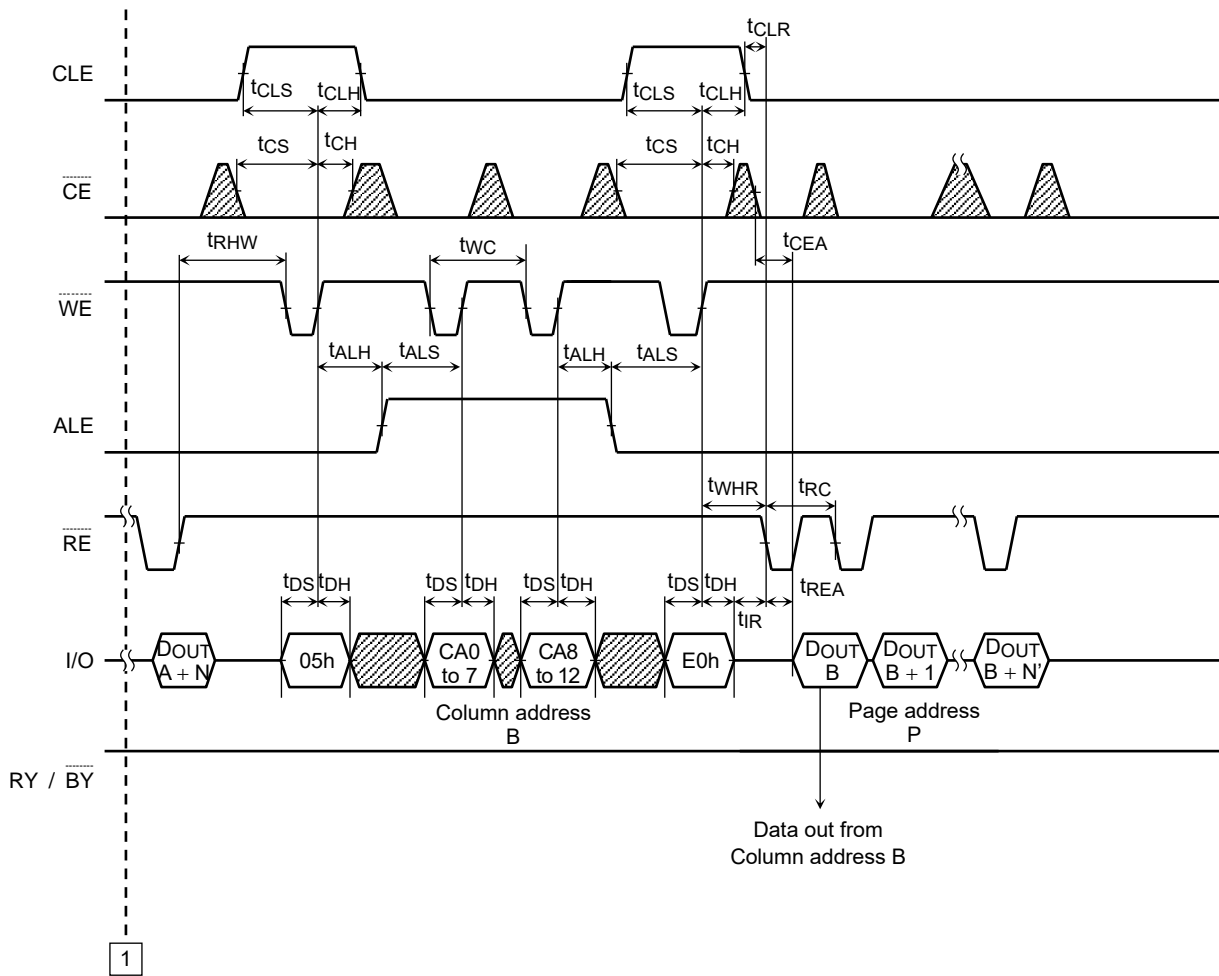 tCLR
CLE
tCLS tCLH tCLS tCLH
tCS tCH tCS tCH
CE
tCEA
tRHW tWC
WE
tALH tALS tALH tALS
ALE
tWHR tRC
RE
tDS tDH tDS tDH tDS tDH tDS tDH tREA
tIR
I/O
DOUT
A + N
05h
CA0
to 7
CA8
to 12
E0h
DOUT
B
DOUT
B + 1
DOUT
B + N’
Column address
B
Page address
P
RY / BY
Data out from
Column address B
1